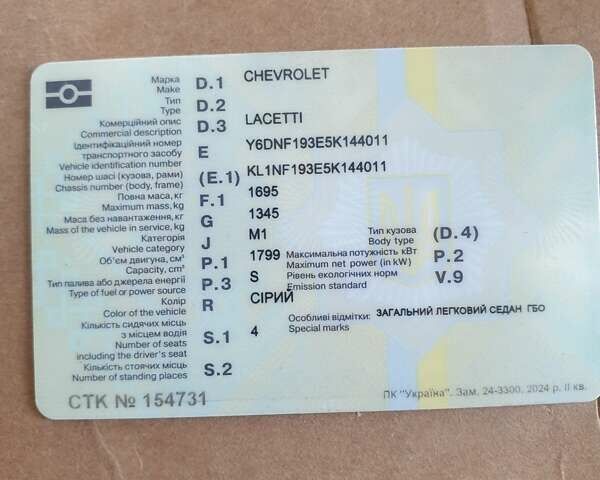 Марка D.1 CHEVROLET
Make
Тип D.2
Type
Комерційний опис D.3 LACETTI
Commercial description
Ідентифікаційний номер E Y6DNF193E5K144011
транспортного засобу
Vehicle identification number
Номер шасі (кузова, рами) (E.1) KL1NF193E5K144011
Chassis number (body, frame)
Повна маса, кг F.1 1695
Maximum mass, kg
Маса без навантаження, кг G 1345
Mass of the vehicle in service, kg
Категорія J M1 Тип кузова (D.4)
Vehicle category Body type
Об'єм двигуна, см³ P.1 1799 Максимальна потужність кВт P.2
Capacity, cm³ Maximum net power (in kW)
Тип палива або джерела енергії P.3 S Рівень екологічних норм V.9
Type of fuel or power source Emission standard
Колір R СІРИЙ
Color of the vehicle
Кількість сидячих місць S.1 4 Особливі відмітки: ЗАГАЛЬНИЙ ЛЕГКОВИЙ СЕДАН ГБО
з місцем водія Special marks
Number of seats
including the driver's seat
Кількість стоячих місць S.2
Number of standing places
СТК № 154731
ПК "Україна". Зам. 24-3300. 2024 р. II кв.